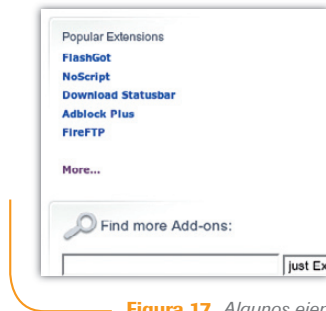 Popular Extensions
FlashGot
NoScript
Download Statusbar
Adblock Plus
FireFTP
More...
Find more Add-ons:
just Ex
Figura 17. Algunos ejer